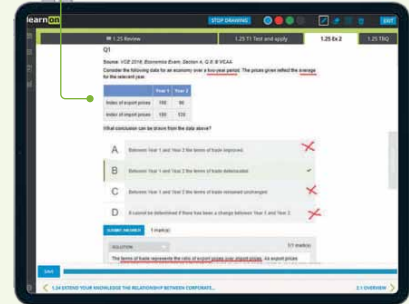 learnon
STOP DRAWING
EXIT
1.25 Review
1.25 T1 Test and apply
1.25 Ex 2
1.25 TBQ
Q1
Source: VCE 2018, Economics Exam, Section A, Q.9; © VCAA
Consider the following data for an economy over a two-year period. The prices given reflect the average
for the relevant year.
Year 1 Year 2
Index of export prices 100 90
Index of import prices 100 120
What conclusion can be drawn from the data above?
A Between Year 1 and Year 2 the terms of trade improved.
B Between Year 1 and Year 2 the terms of trade deteriorated.
C Between Year 1 and Year 2 the terms of trade remained unchanged.
D It cannot be determined if there has been a change between Year 1 and Year 2.
1 mark(s)
SOLUTION
1/1 mark(s)
The terms of trade represents the ratio of export prices over import prices. As export prices
1.24 EXTEND YOUR KNOWLEDGE THE RELATIONSHIP BETWEEN CORPORATE...
2.1 OVERVIEW